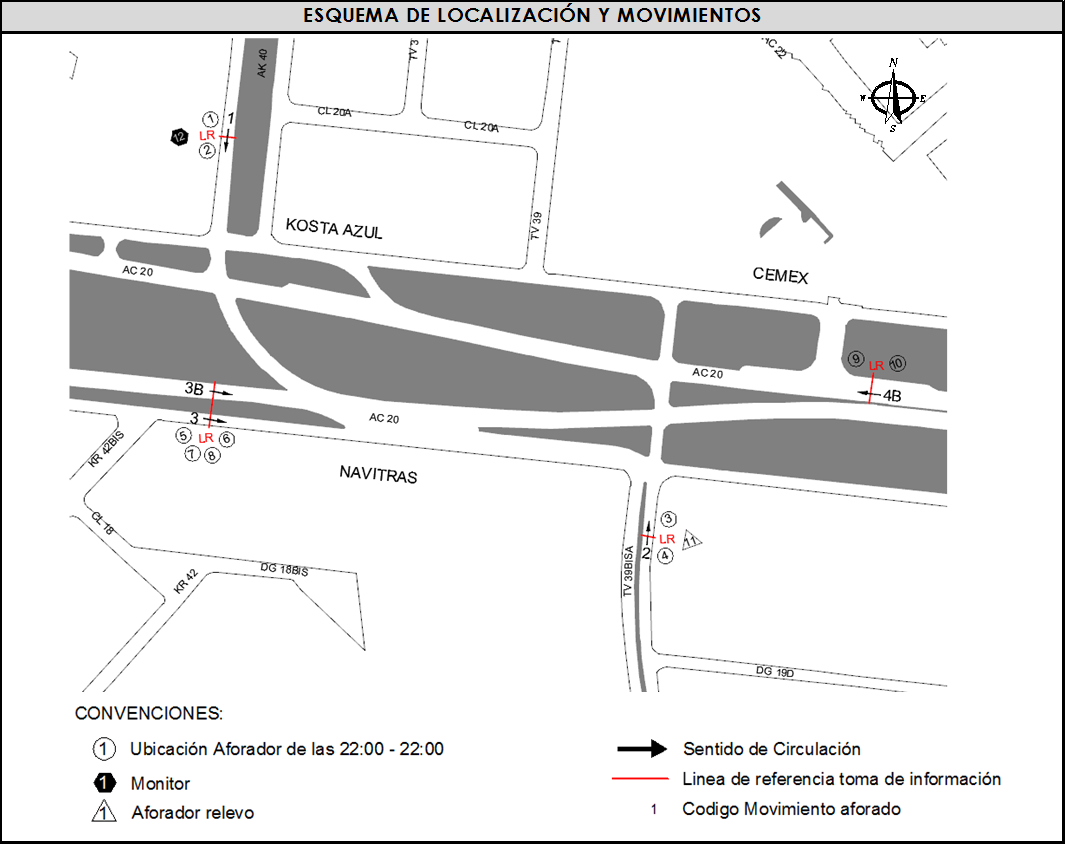 ESQUEMA DE LOCALIZACIÓN Y MOVIMIENTOS
AK 40
TV 3
T
AC 22
N
W E
S
CL 20A
CL 20A
1
1
LR
12
2
KOSTA AZUL
TV 39
CEMEX
AC 20
9 LR 10
AC 20
4B
3B
3
AC 20
5 LR 6
7 8
KR 42BIS
NAVITRAS
CL 18
3
LR 11
2 4
TV 39BISA
DG 18BIS
KR 42
DG 19D
CONVENCIONES:
1 Ubicación Aforador de las 22:00 - 22:00
1 Monitor
1 Aforador relevo
Sentido de Circulación
Linea de referencia toma de información
1 Codigo Movimiento aforado